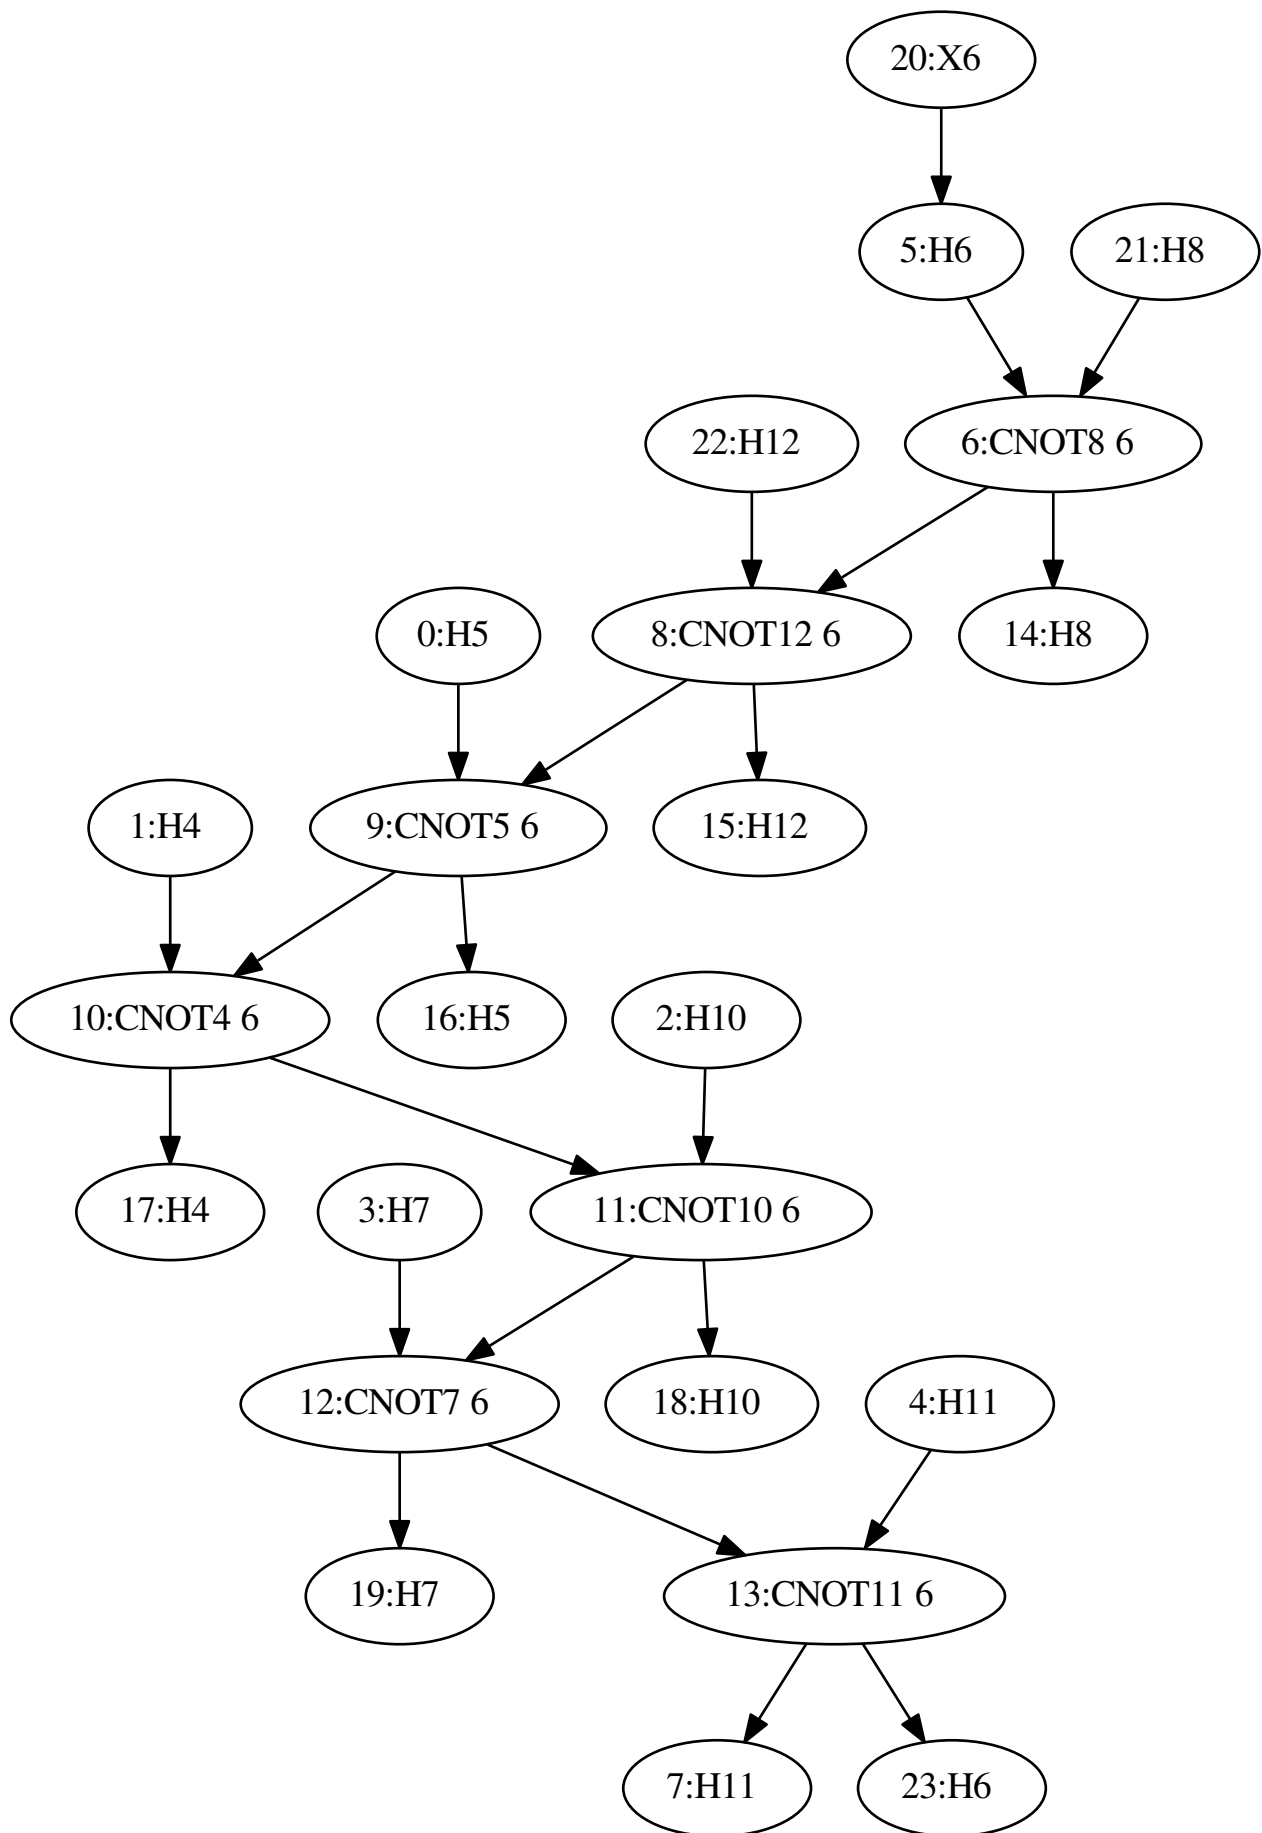 20:X6
5:H6
21:H8
22:H12
6:CNOT8 6
0:H5
8:CNOT12 6
14:H8
1:H4
9:CNOT5 6
15:H12
10:CNOT4 6
16:H5
2:H10
17:H4
3:H7
11:CNOT10 6
12:CNOT7 6
18:H10
4:H11
19:H7
13:CNOT11 6
7:H11
23:H6